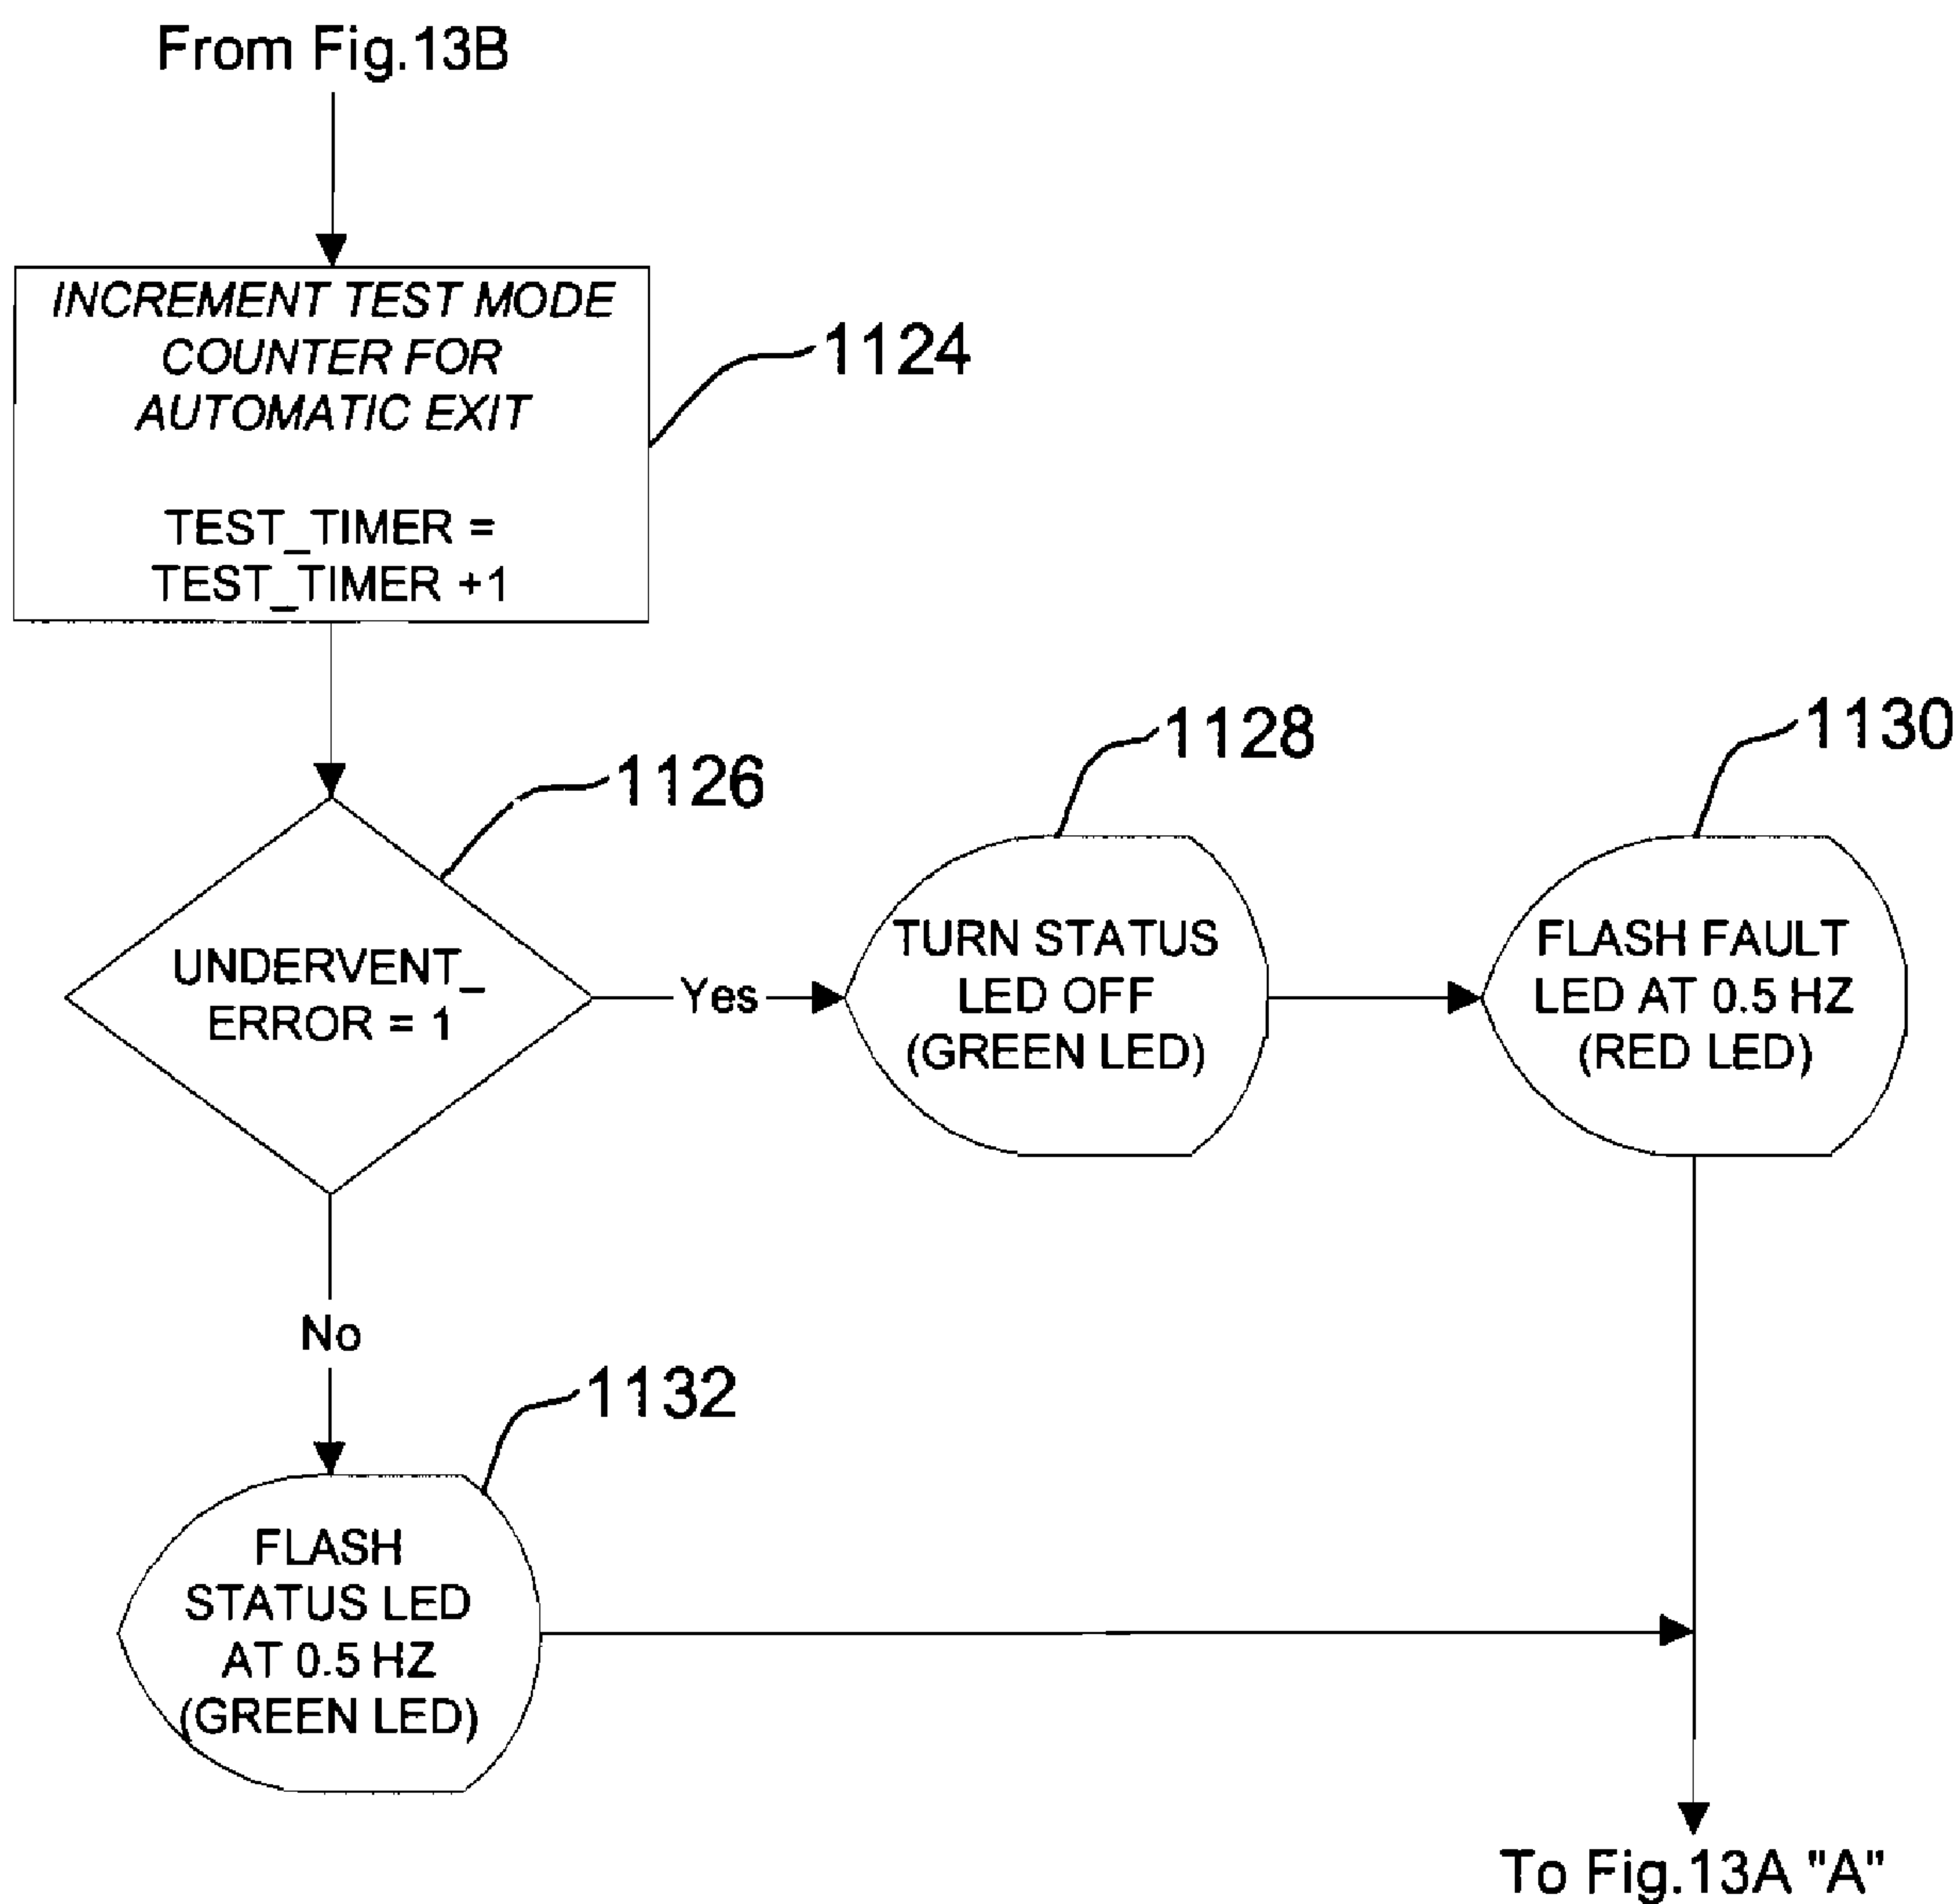 From Fig.13B
INCREMENT TEST MODE
COUNTER FOR
AUTOMATIC EXIT
TEST_TIMER =
TEST_TIMER +1
1124
UNDERVENT_
ERROR = 1
1126
Yes
TURN STATUS
LED OFF
(GREEN LED)
1128
FLASH FAULT
LED AT 0.5 HZ
(RED LED)
1130
No
FLASH
STATUS LED
AT 0.5 HZ
(GREEN LED)
1132
To Fig.13A "A"